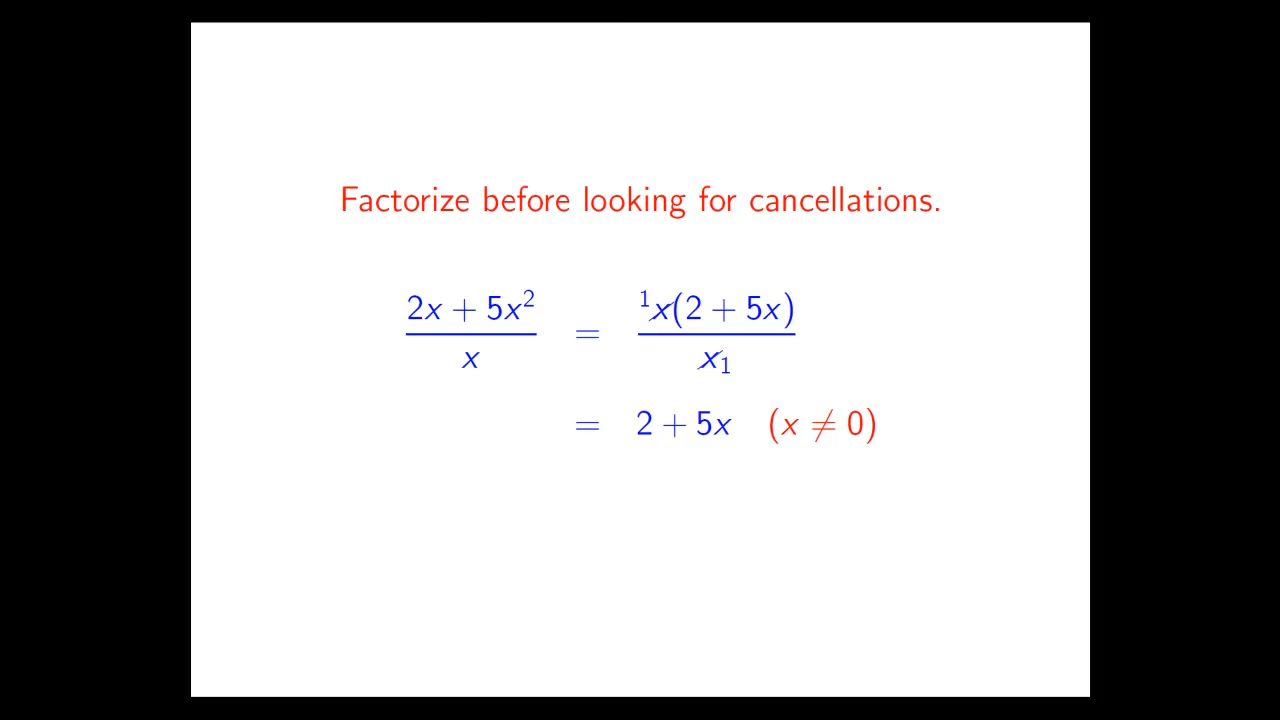 Factorize before looking for cancellations.
(2x + 5x²)/x = ¹x(2 + 5x)/x₁
= 2 + 5x (x ≠ 0)